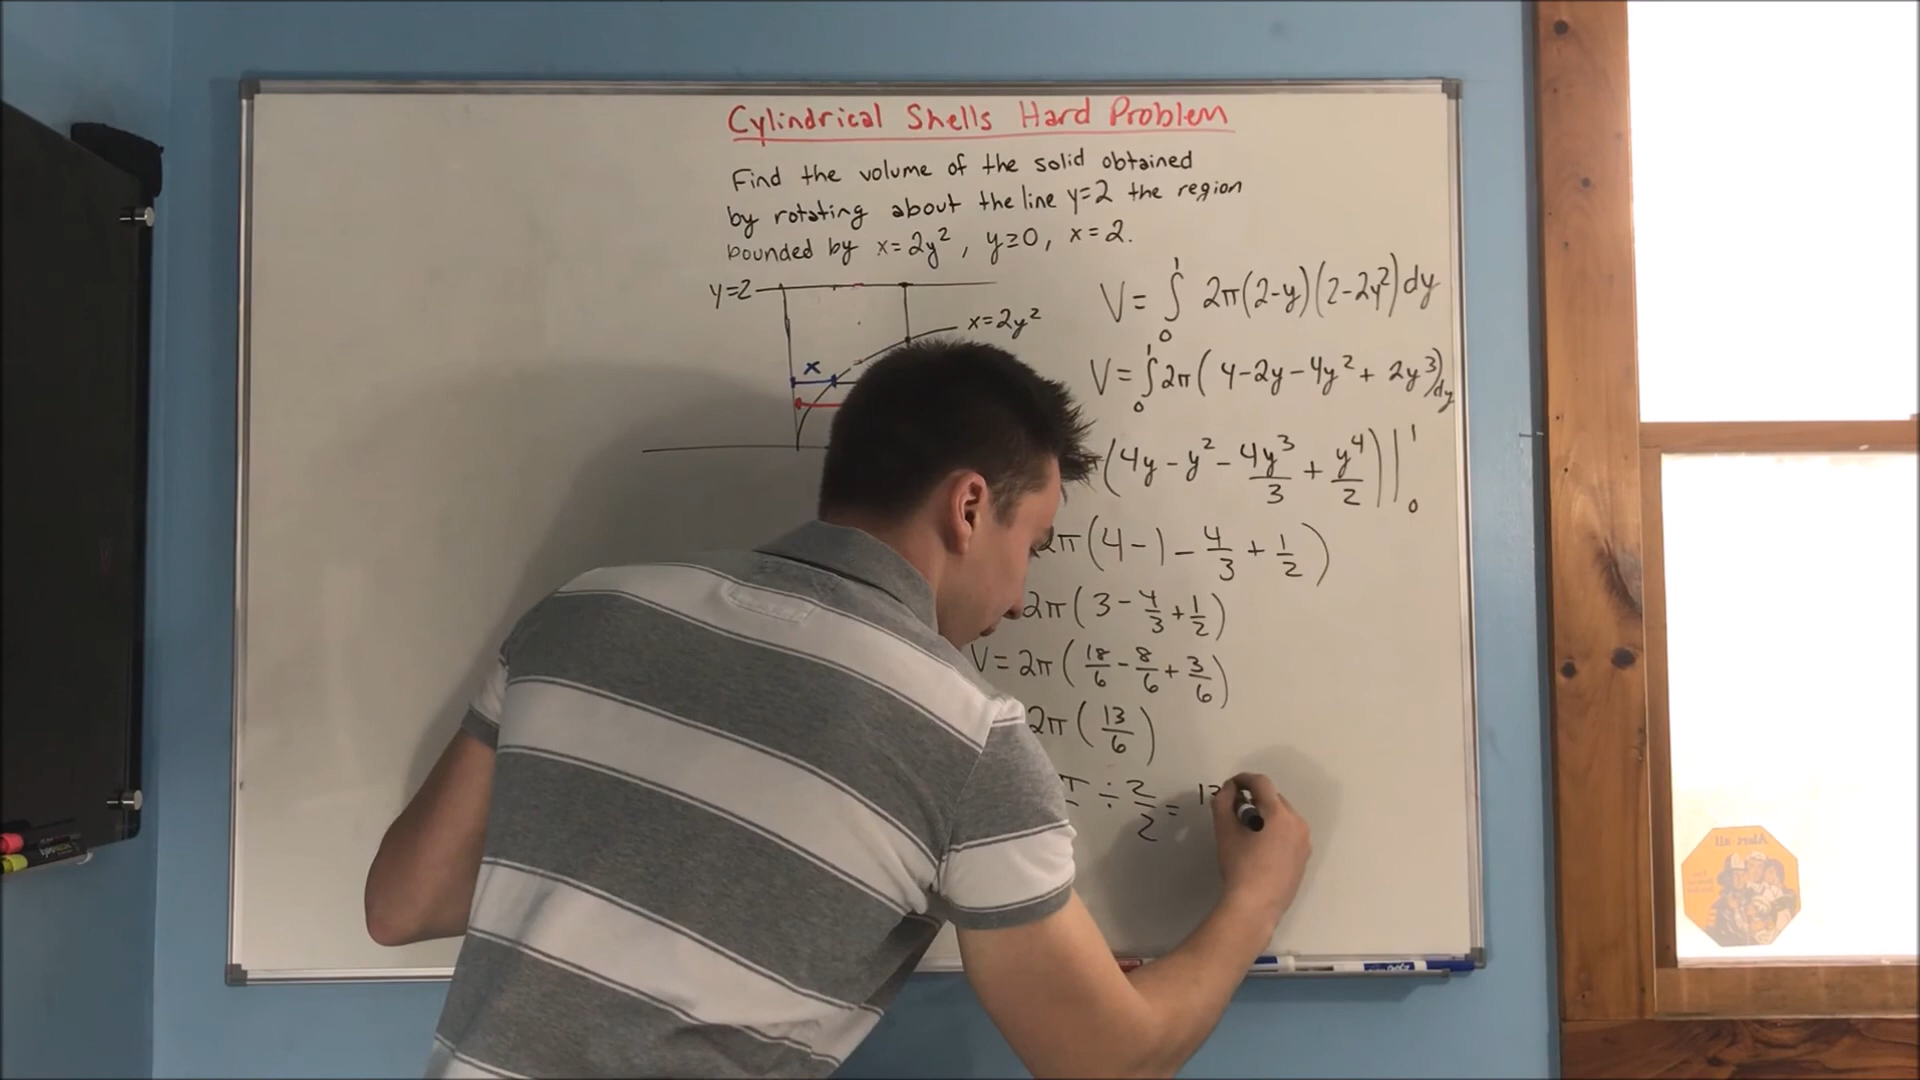 Cylindrical Shells Hard Problem
Find the volume of the solid obtained
by rotating about the line y=2 the region
bounded by x=2y², y≥0, x=2.
y=2
x=2y²
x
V = ∫₀¹ 2π(2-y)(2-2y²)dy
V = ∫₀¹ 2π(4-2y-4y²+2y³)dy
(4y-y²-4y³/3+y⁴/2)|₀¹
2π(4-1-4/3+1/2)
2π(3-4/3+1/2)
V=2π(18/6-8/6+3/6)
2π(13/6)
÷ 2/2 = 13